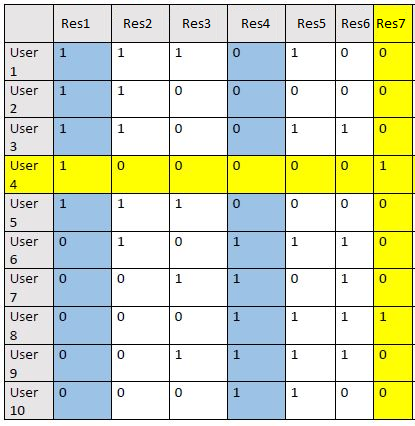 Res1 Res2 Res3 Res4 Res5 Res6 Res7
User 1 1 1 0 1 0 0
1
User 1 1 0 0 0 0 0
2
User 1 1 0 0 1 1 0
3
User 1 0 0 0 0 0 1
4
User 1 1 1 0 0 0 0
5
User 0 1 0 1 1 1 0
6
User 0 0 1 1 0 1 0
7
User 0 0 0 1 1 1 1
8
User 0 0 1 1 1 1 0
9
User 0 0 0 1 1 0 0
10